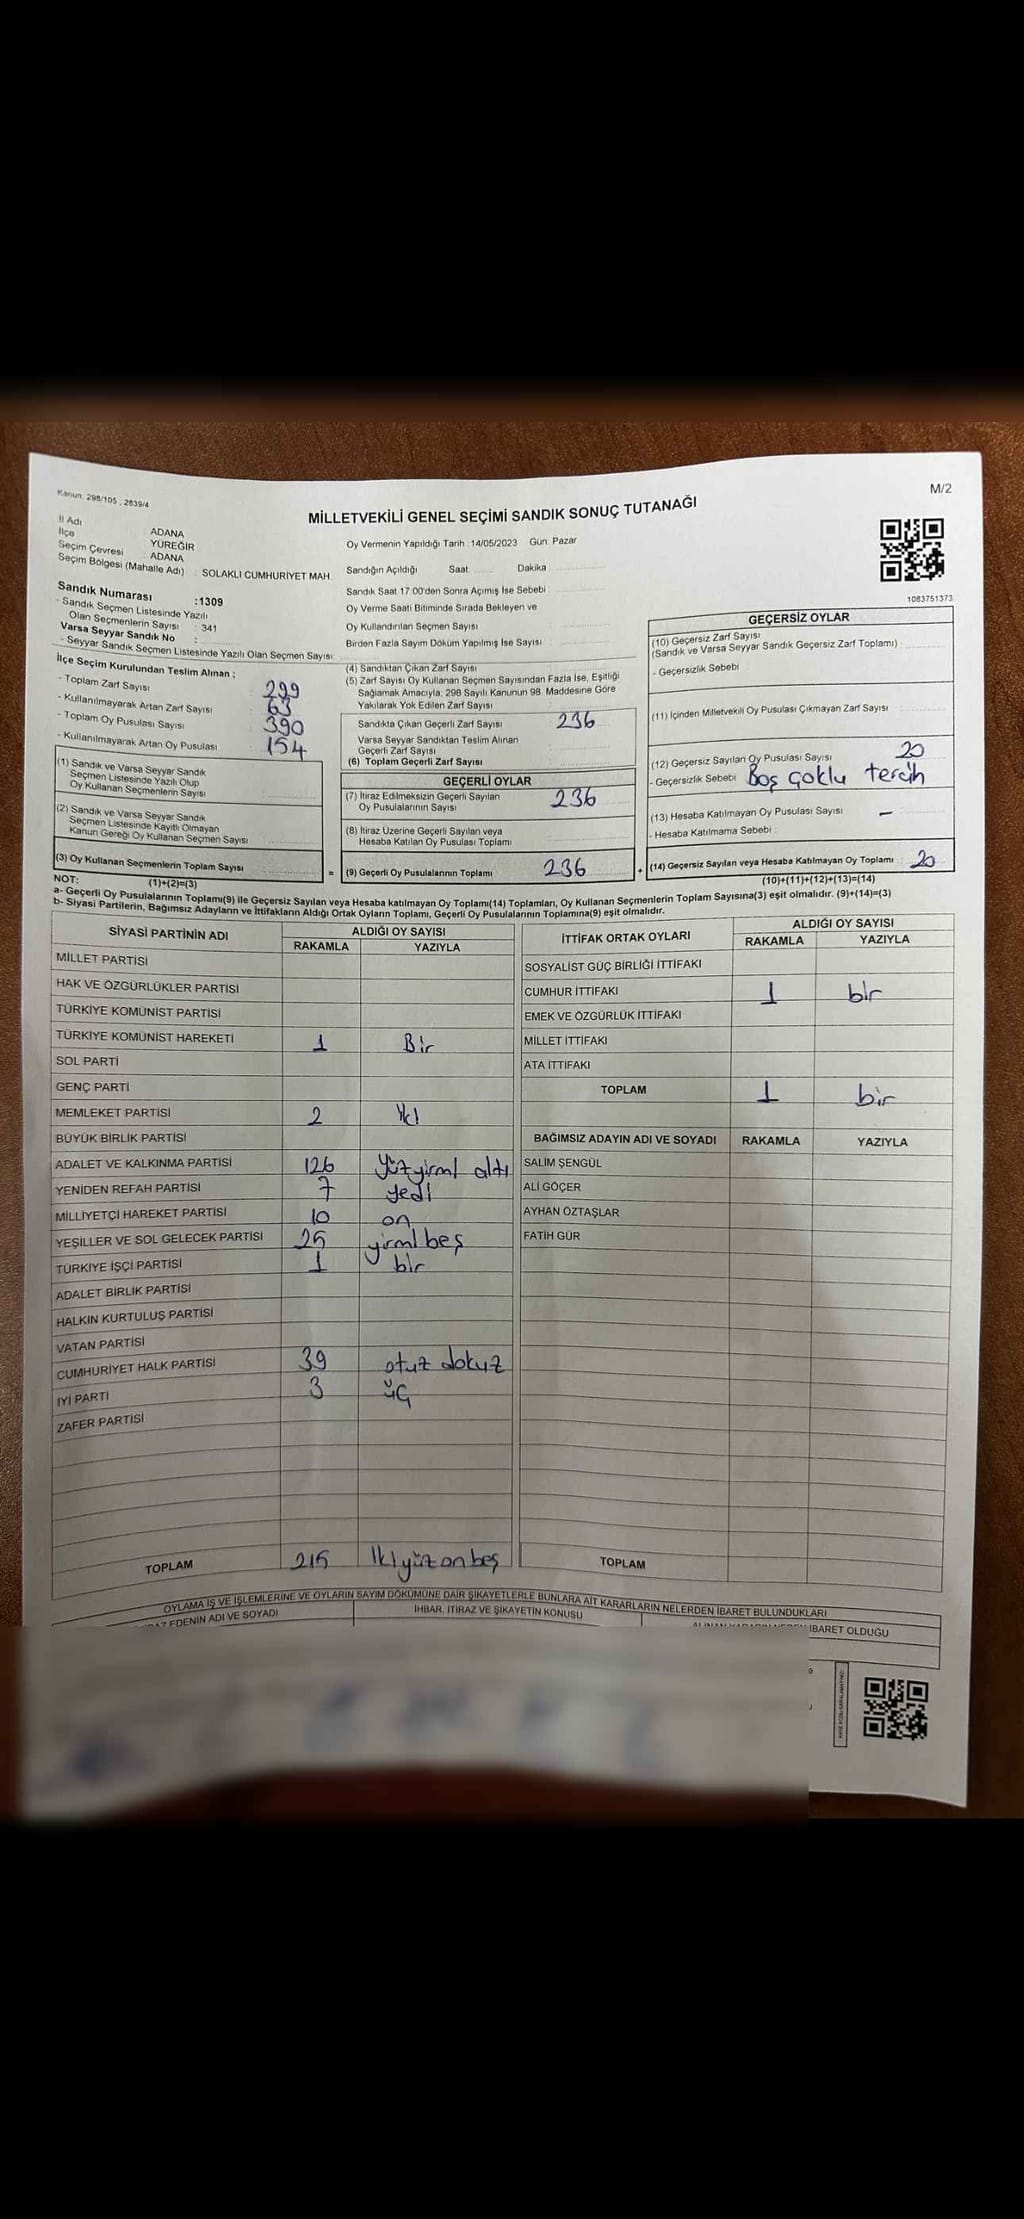 Kanun: 298/105 , 2839/4
M/2
MİLLETVEKİLİ GENEL SEÇİMİ SANDIK SONUÇ TUTANAĞI
İl Adı ADANA
İlçe YÜREĞİR
Seçim Çevresi : ADANA
Seçim Bölgesi (Mahalle Adı) : SOLAKLI CUMHURİYET MAH.
Sandık Numarası :1309
- Sandık Seçmen Listesinde Yazılı
Olan Seçmenlerin Sayısı : 341
Varsa Seyyar Sandık No :
- Seyyar Sandık Seçmen Listesinde Yazılı Olan Seçmen Sayısı:
Oy Vermenin Yapıldığı Tarih : 14/05/2023 Gün: Pazar
Sandığın Açıldığı Saat Dakika
Sandık Saat 17:00'den Sonra Açımış İse Sebebi
Oy Verme Saati Bitiminde Sırada Bekleyen ve
Oy Kullandırılan Seçmen Sayısı
Birden Fazla Sayım Döküm Yapılmış İse Sayısı
1083751373
İlçe Seçim Kurulundan Teslim Alınan ;
- Toplam Zarf Sayısı 299
- Kullanılmayarak Artan Zarf Sayısı 63
- Toplam Oy Pusulası Sayısı 390
- Kullanılmayarak Artan Oy Pusulası 154
(1) Sandık ve Varsa Seyyar Sandık
Seçmen Listesinde Yazılı Olup
Oy Kullanan Seçmenlerin Sayısı
(2) Sandık ve Varsa Seyyar Sandık
Seçmen Listesinde Kayıtlı Olmayan
Kanun Gereği Oy Kullanan Seçmen Sayısı
(3) Oy Kullanan Seçmenlerin Toplam Sayısı
(1)+(2)=(3)
(4) Sandıktan Çıkan Zarf Sayısı
(5) Zarf Sayısı Oy Kullanan Seçmen Sayısından Fazla İse, Eşitliği
Sağlamak Amacıyla; 298 Sayılı Kanunun 98. Maddesine Göre
Yakılarak Yok Edilen Zarf Sayısı
Sandıkta Çıkan Geçerli Zarf Sayısı 236
Varsa Seyyar Sandıktan Teslim Alınan
Geçerli Zarf Sayısı
(6) Toplam Geçerli Zarf Sayısı
GEÇERLİ OYLAR
(7) İtiraz Edilmeksizin Geçerli Sayılan
Oy Pusulalarının Sayısı 236
(8) İtiraz Üzerine Geçerli Sayılan veya
Hesaba Katılan Oy Pusulası Toplamı
= (9) Geçerli Oy Pusulalarının Toplamı 236 +
GEÇERSİZ OYLAR
(10) Geçersiz Zarf Sayısı
(Sandık ve Varsa Seyyar Sandık Geçersiz Zarf Toplamı)
- Geçersizlik Sebebi
(11) İçinden Milletvekili Oy Pusulası Çıkmayan Zarf Sayısı
(12) Geçersiz Sayılan Oy Pusulası Sayısı 20
- Geçersizlik Sebebi Boş çoklu tercih
(13) Hesaba Katılmayan Oy Pusulası Sayısı -
- Hesaba Katılmama Sebebi :
(14) Geçersiz Sayılan veya Hesaba Katılmayan Oy Toplamı 20
(10)+(11)+(12)+(13)=(14)
NOT:
a- Geçerli Oy Pusulalarının Toplamı(9) ile Geçersiz Sayılan veya Hesaba katılmayan Oy Toplamı(14) Toplamları, Oy Kullanan Seçmenlerin Toplam Sayısına(3) eşit olmalıdır. (9)+(14)=(3)
b- Siyasi Partilerin, Bağımsız Adayların ve İttifakların Aldığı Ortak Oyların Toplamı, Geçerli Oy Pusulalarının Toplamına(9) eşit olmalıdır.
SİYASİ PARTİNİN ADI ALDIĞI OY SAYISI
RAKAMLA YAZIYLA
MİLLET PARTİSİ
HAK VE ÖZGÜRLÜKLER PARTİSİ
TÜRKİYE KOMÜNİST PARTİSİ
TÜRKİYE KOMÜNİST HAREKETİ 1 Bir
SOL PARTİ
GENÇ PARTİ
MEMLEKET PARTİSİ 2 iki
BÜYÜK BİRLİK PARTİSİ
ADALET VE KALKINMA PARTİSİ 126 Yüzyirmi altı
YENİDEN REFAH PARTİSİ 7 yedi
MİLLİYETÇİ HAREKET PARTİSİ 10 on
YEŞİLLER VE SOL GELECEK PARTİSİ 25 yirmi beş
TÜRKİYE İŞÇİ PARTİSİ 1 bir
ADALET BİRLİK PARTİSİ
HALKIN KURTULUŞ PARTİSİ
VATAN PARTİSİ
CUMHURİYET HALK PARTİSİ 39 otuz dokuz
İYİ PARTİ 3 üç
ZAFER PARTİSİ
TOPLAM 215 İkiyüz on beş
İTTİFAK ORTAK OYLARI ALDIĞI OY SAYISI
RAKAMLA YAZIYLA
SOSYALİST GÜÇ BİRLİĞİ İTTİFAKI
CUMHUR İTTİFAKI 1 bir
EMEK VE ÖZGÜRLÜK İTTİFAKI
MİLLET İTTİFAKI
ATA İTTİFAKI
TOPLAM 1 bir
BAĞIMSIZ ADAYIN ADI VE SOYADI RAKAMLA YAZIYLA
SALİM ŞENGÜL
ALİ GÖÇER
AYHAN ÖZTAŞLAR
FATİH GÜR
TOPLAM
OYLAMA İŞ VE İŞLEMLERİNE VE OYLARIN SAYIM DÖKÜMÜNE DAİR ŞİKAYETLERLE BUNLARA AİT KARARLARIN NELERDEN İBARET BULUNDUKLARI
EDENİN ADI VE SOYADI İHBAR, İTİRAZ VE ŞİKAYETİN KONUSU İBARET OLDUĞU